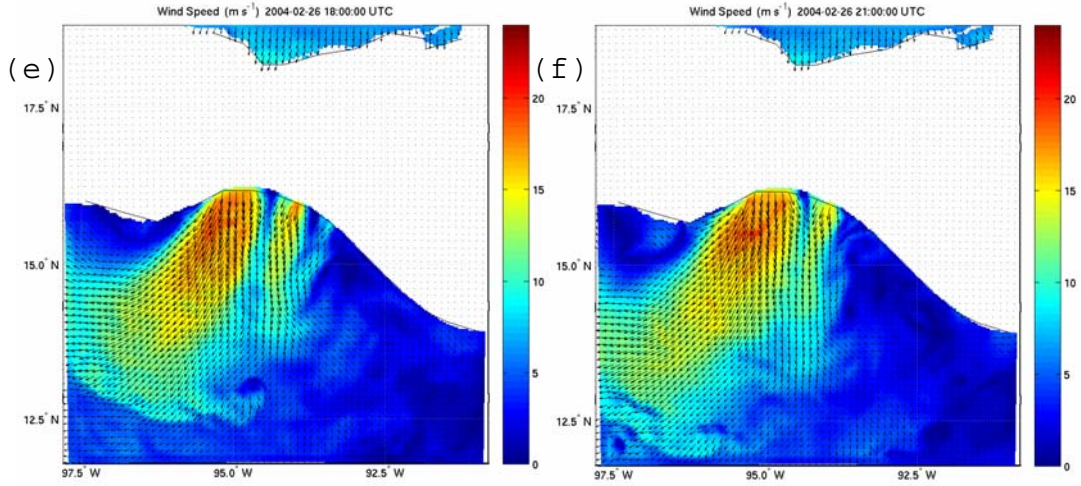 Wind Speed (m s⁻¹) 2004-02-26 18:00:00 UTC
(e)
17.5° N
15.0° N
12.5° N
97.5° W
95.0° W
92.5° W
20
15
10
5
0
Wind Speed (m s⁻¹) 2004-02-26 21:00:00 UTC
(f)
17.5° N
15.0° N
12.5° N
97.5° W
95.0° W
92.5° W
20
15
10
5
0